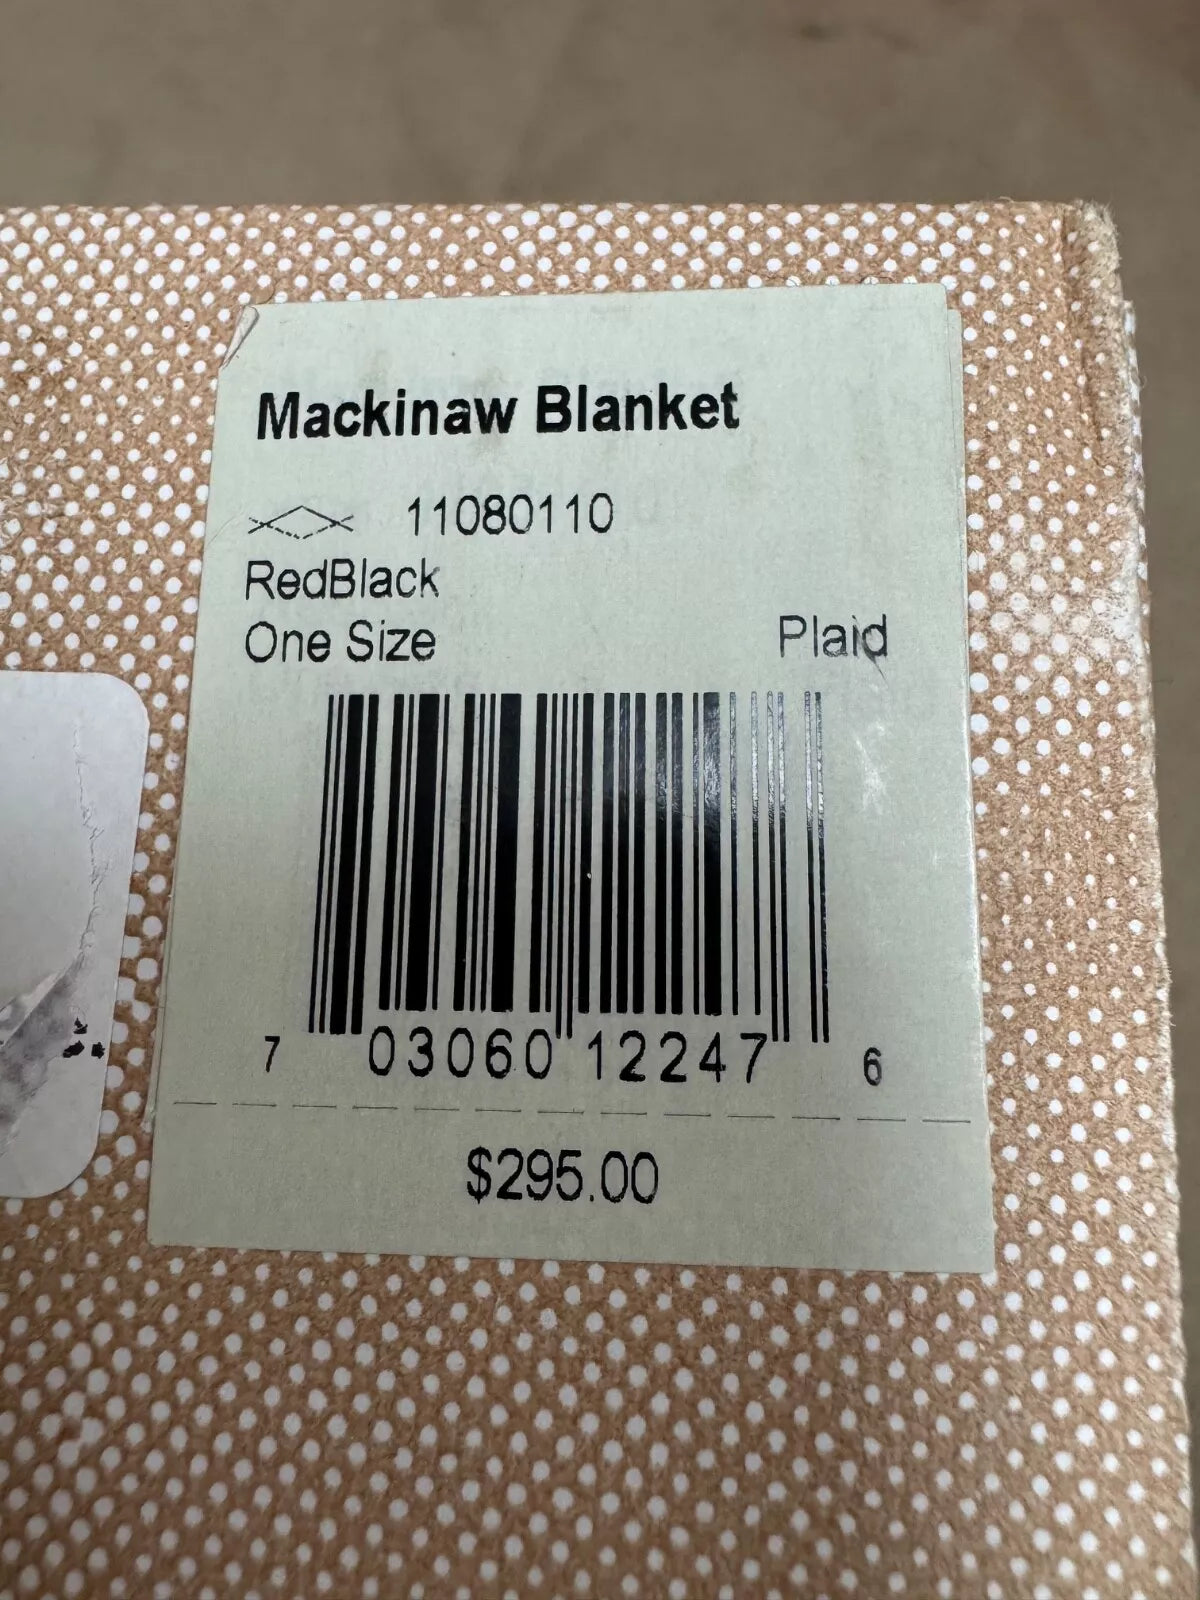 Mackinaw Blanket
11080110
RedBlack
One Size Plaid
7 03060 12247 6
$295.00